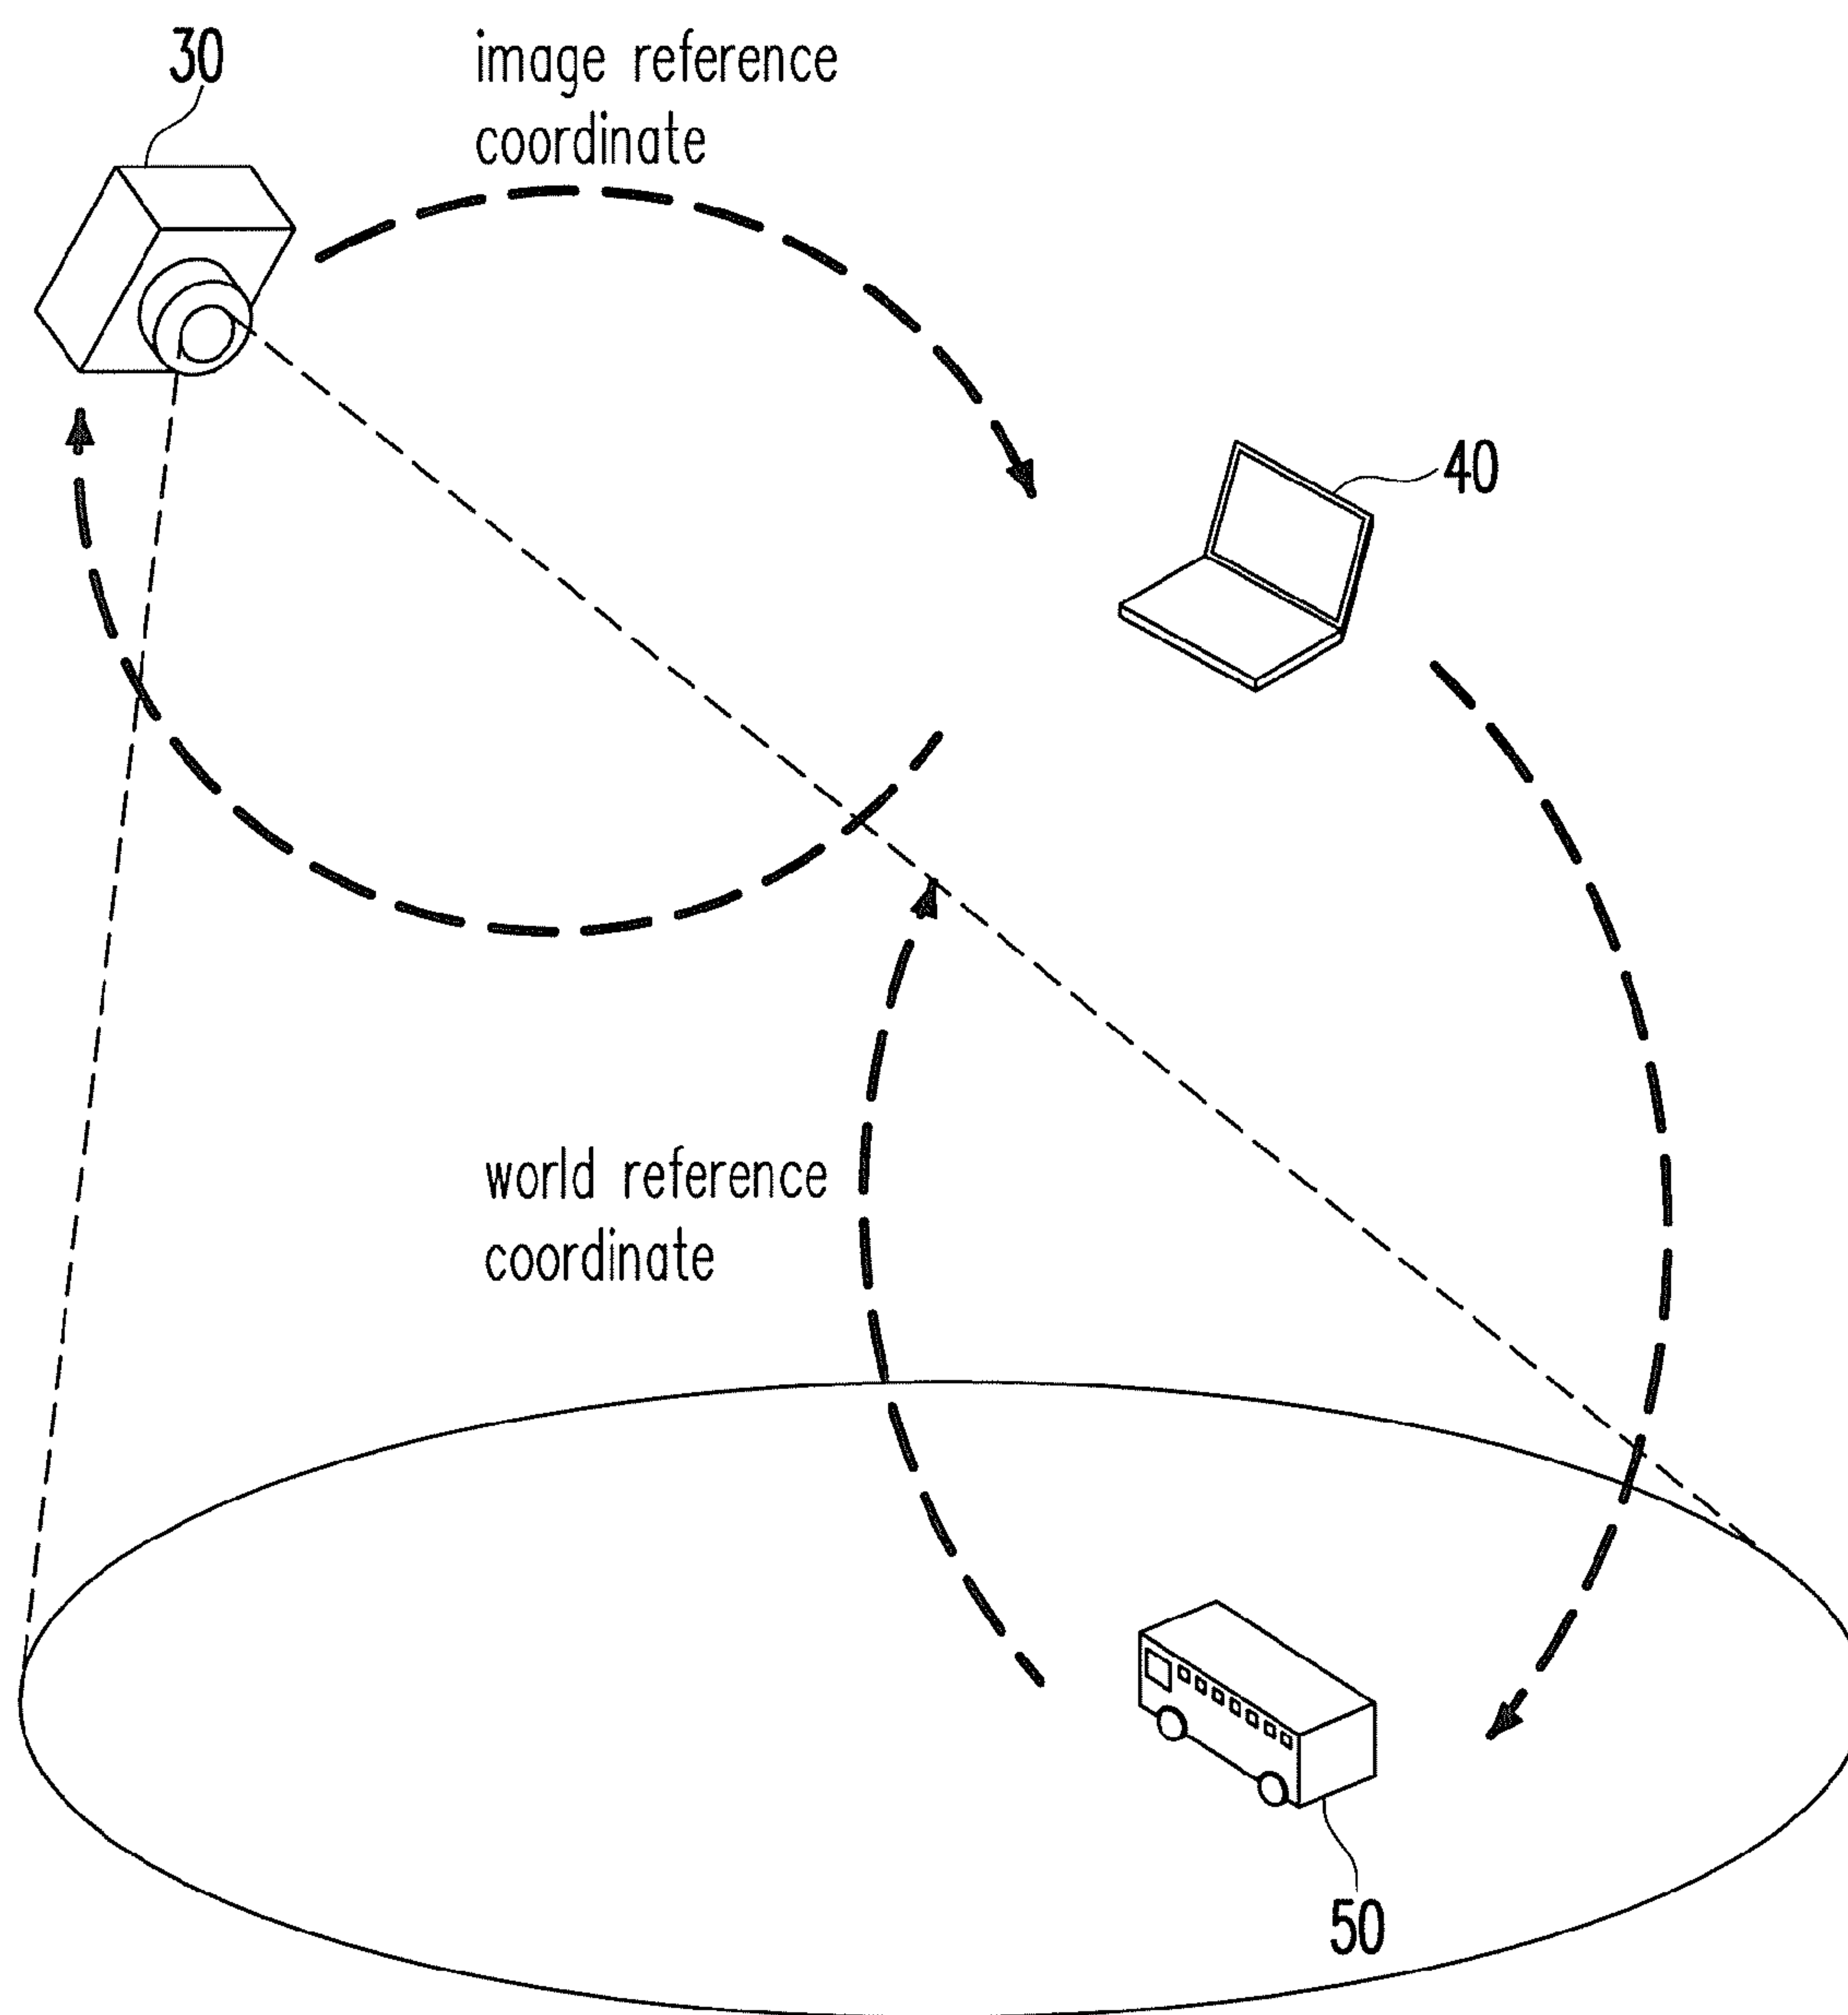 30
image reference
coordinate
40
world reference
coordinate
50